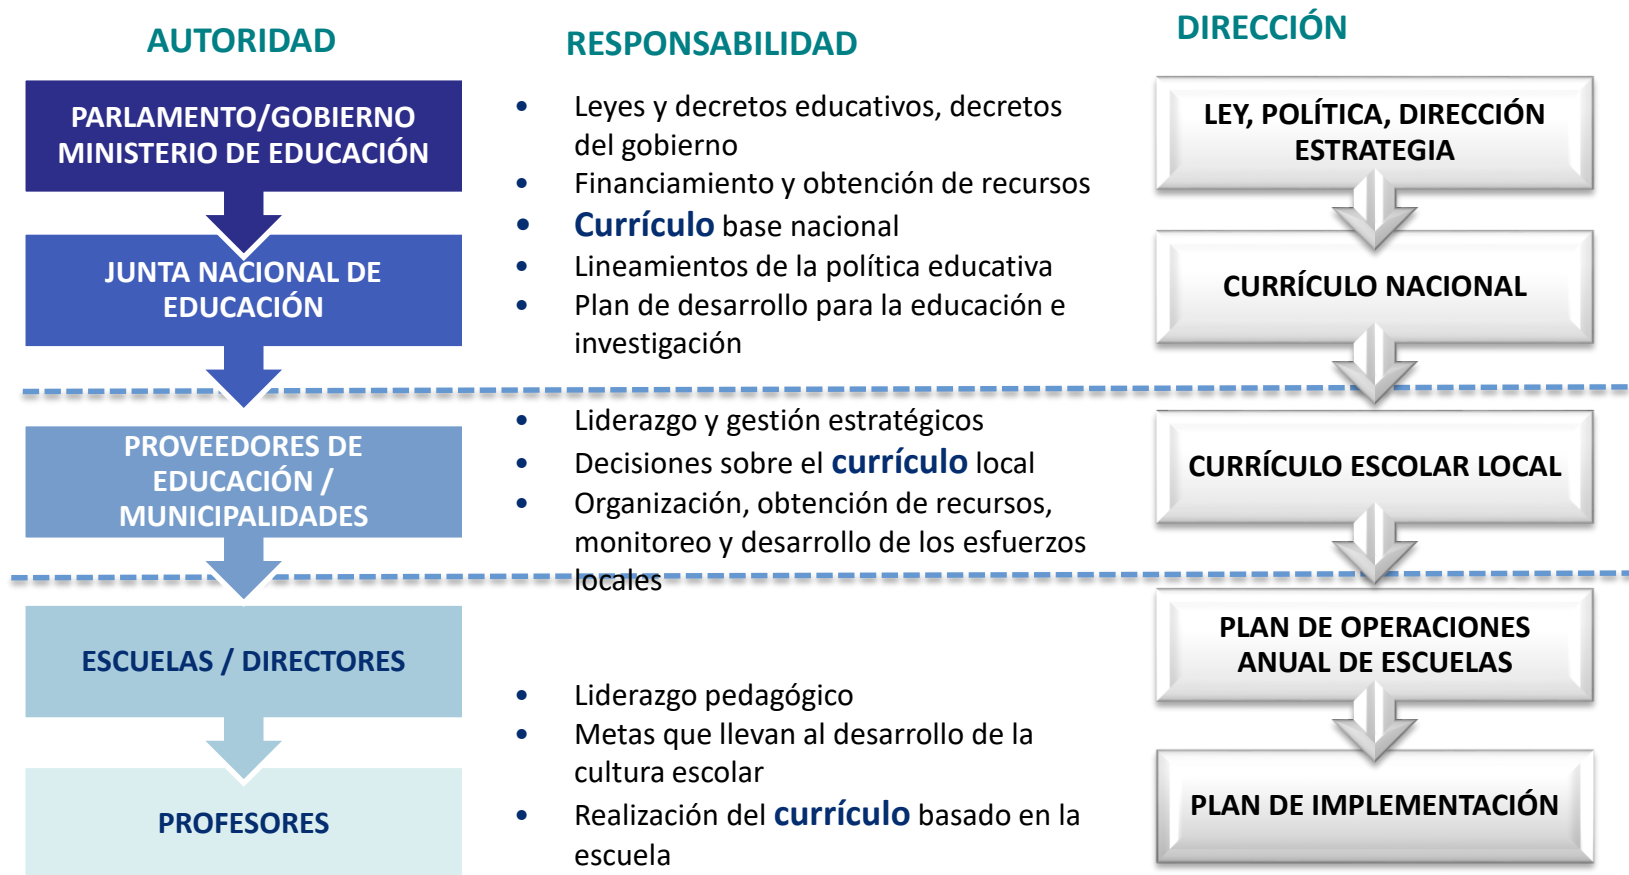 AUTORIDAD
PARLAMENTO/GOBIERNO
MINISTERIO DE EDUCACIÓN
JUNTA NACIONAL DE
EDUCACIÓN
PROVEEDORES DE
EDUCACIÓN /
MUNICIPALIDADES
ESCUELAS / DIRECTORES
PROFESORES
RESPONSABILIDAD
• Leyes y decretos educativos, decretos
del gobierno
• Financiamiento y obtención de recursos
• Currículo base nacional
• Lineamientos de la política educativa
• Plan de desarrollo para la educación e
investigación
• Liderazgo y gestión estratégicos
• Decisiones sobre el currículo local
• Organización, obtención de recursos,
monitoreo y desarrollo de los esfuerzos
locales
• Liderazgo pedagógico
• Metas que llevan al desarrollo de la
cultura escolar
• Realización del currículo basado en la
escuela
DIRECCIÓN
LEY, POLÍTICA, DIRECCIÓN
ESTRATEGIA
CURRÍCULO NACIONAL
CURRÍCULO ESCOLAR LOCAL
PLAN DE OPERACIONES
ANUAL DE ESCUELAS
PLAN DE IMPLEMENTACIÓN